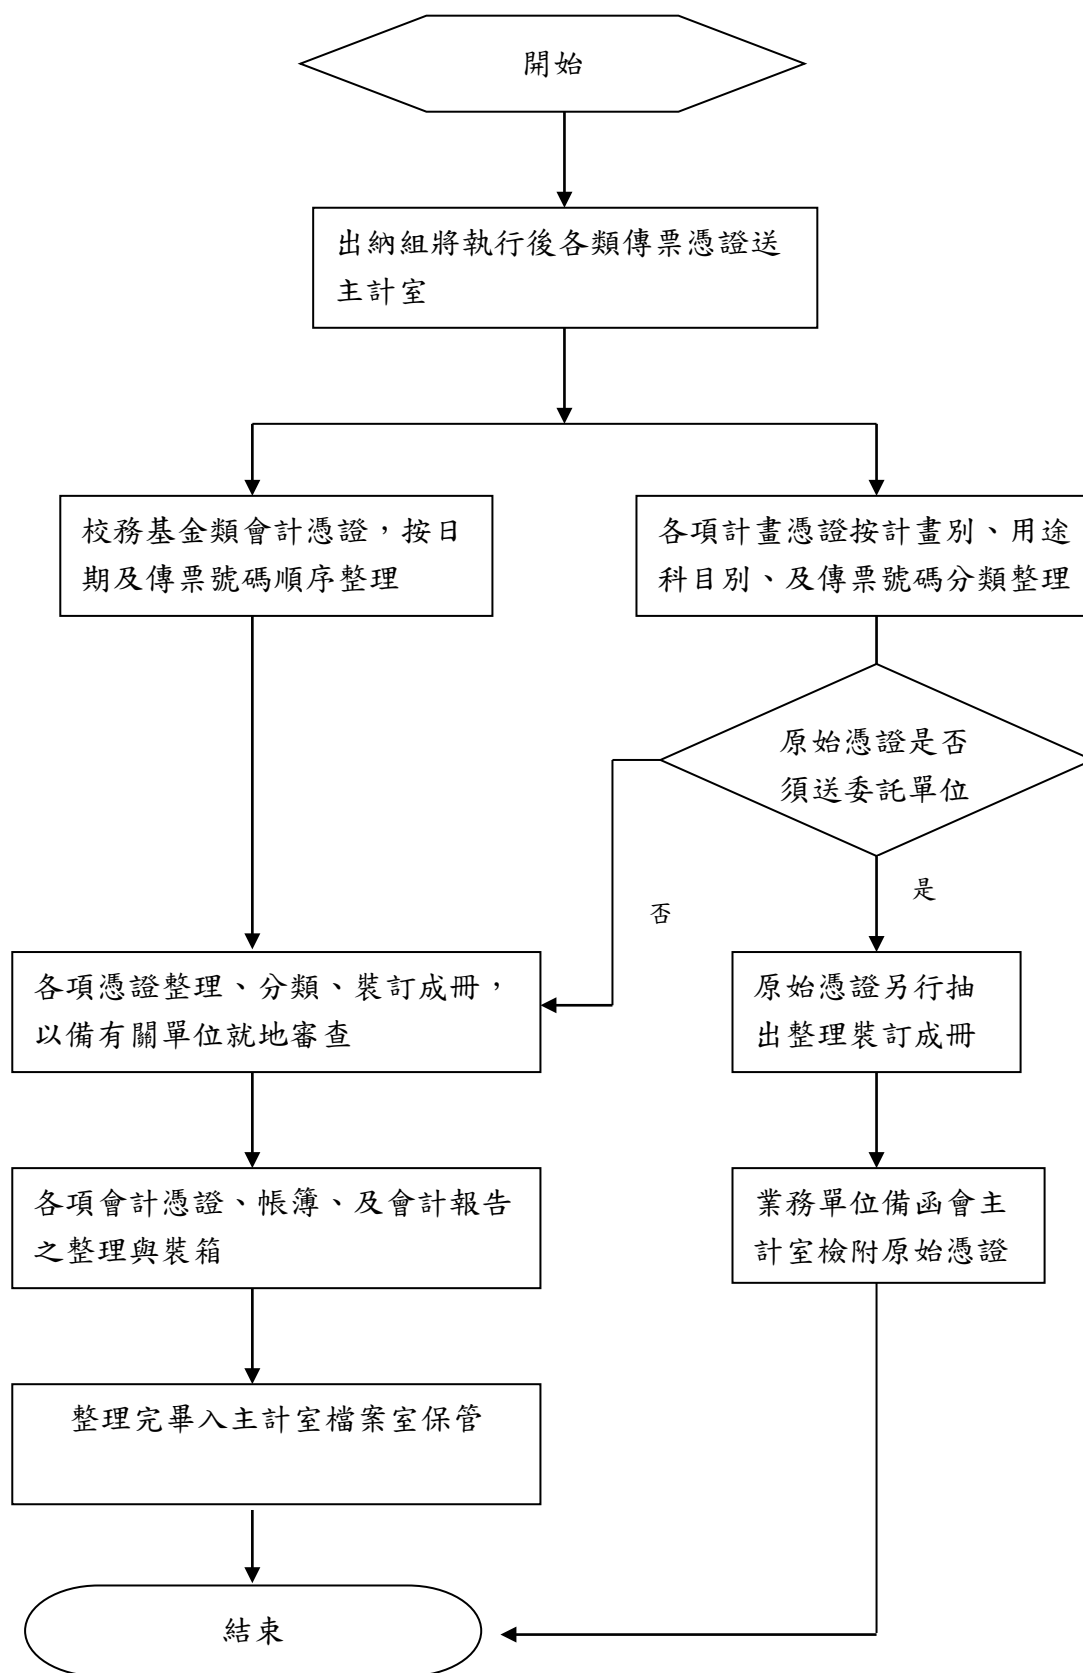 開始
出納組將執行後各類傳票憑證送
主計室
校務基金類會計憑證，按日
期及傳票號碼順序整理
各項計畫憑證按計畫別、用途
科目別、及傳票號碼分類整理
原始憑證是否
須送委託單位
是
否
各項憑證整理、分類、裝訂成冊，
以備有關單位就地審查
原始憑證另行抽
出整理裝訂成冊
各項會計憑證、帳簿、及會計報告
之整理與裝箱
業務單位備函會主
計室檢附原始憑證
整理完畢入主計室檔案室保管
結束